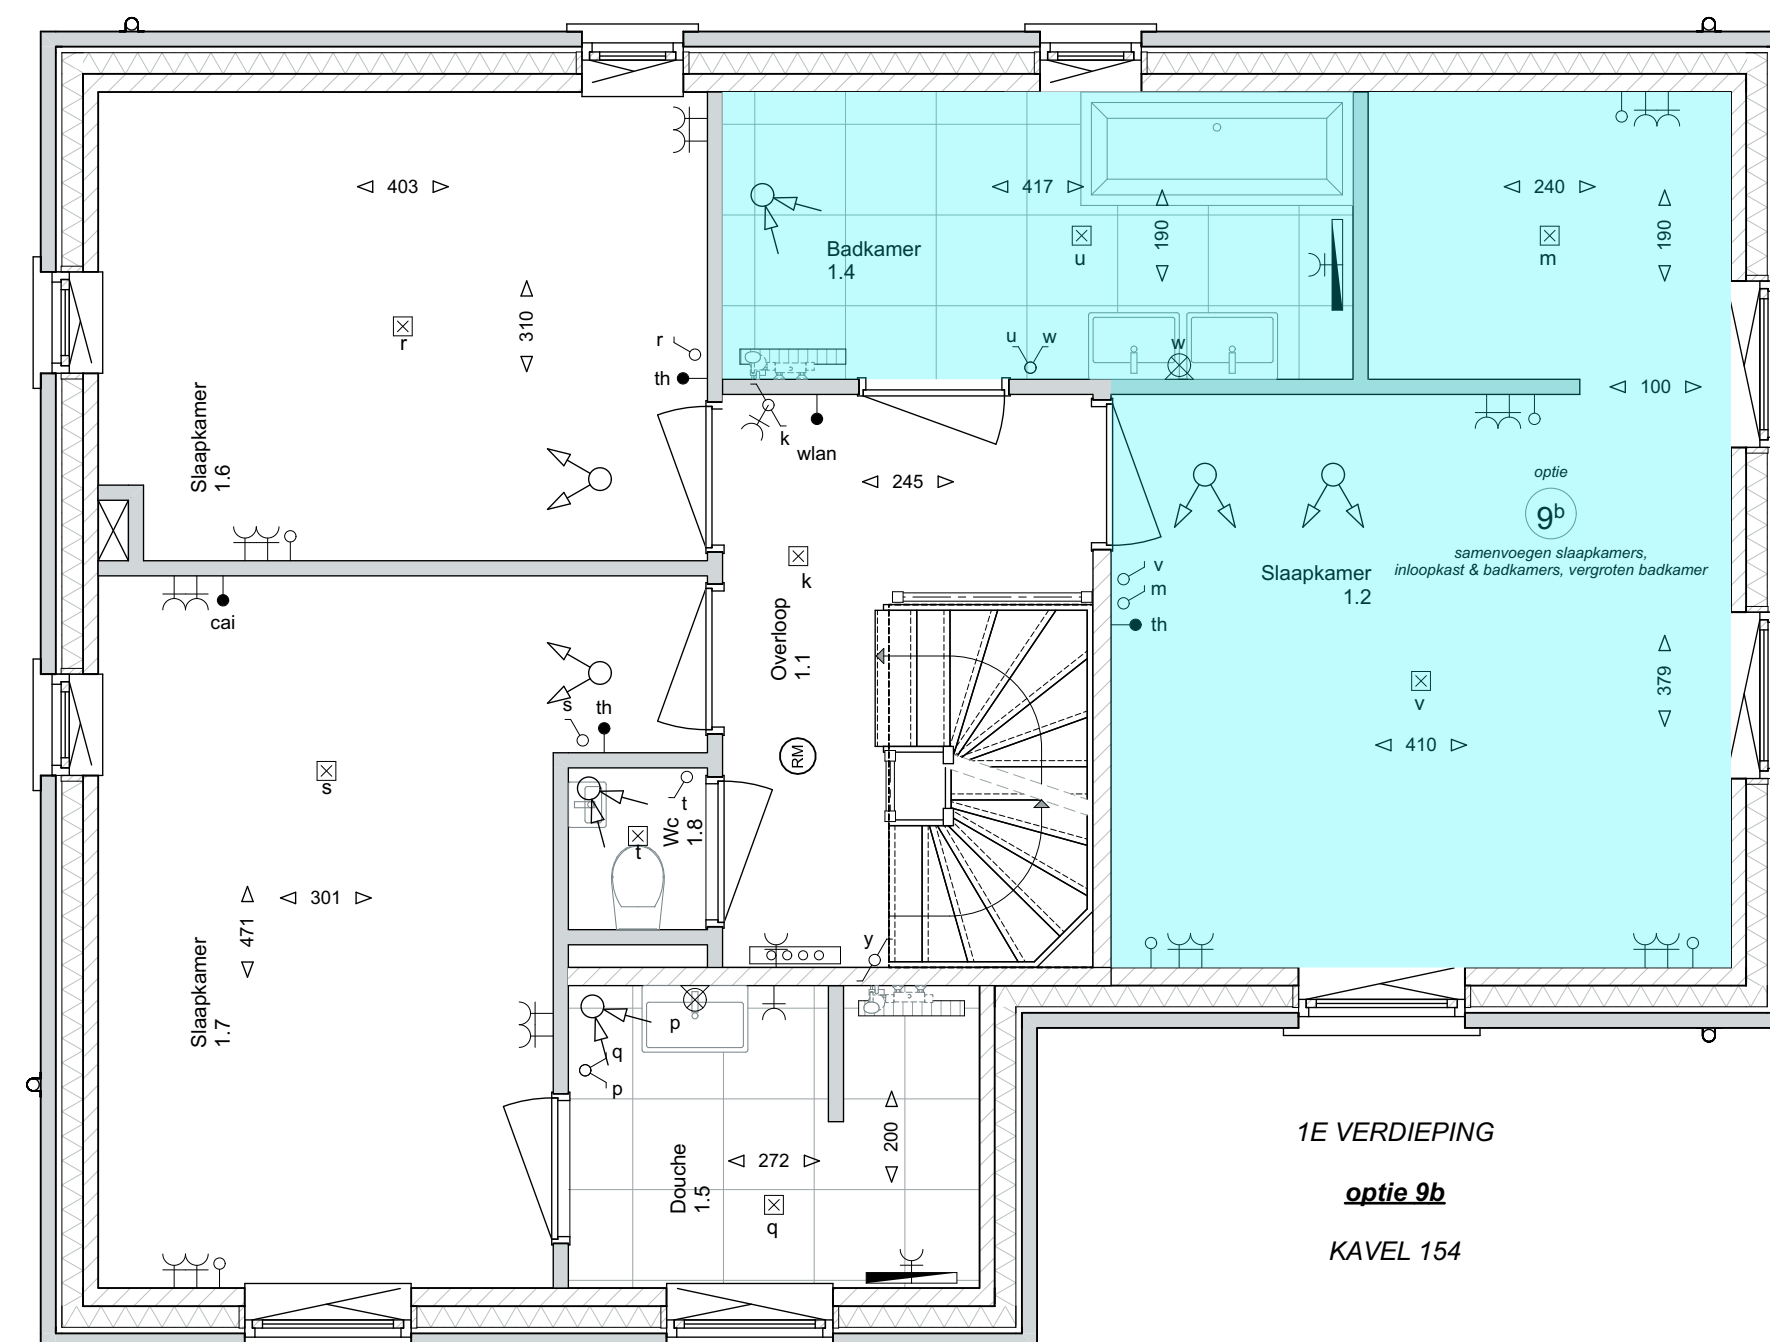 403
417
240
190
190
Badkamer
1.4
u
m
310
r
r
th
u w
w
100
Slaapkamer
1.6
k
wlan
245
optie
9b
samenvoegen slaapkamers,
inloopkast & badkamers, vergroten badkamer
k
v
m
th
Slaapkamer
1.2
cai
Overloop
1.1
s
th
379
v
410
RM
s
t
Wc
1.8
t
301
471
Slaapkamer
1.7
y
p
q
p
200
272
Douche
1.5
q
1E VERDIEPING
optie 9b
KAVEL 154